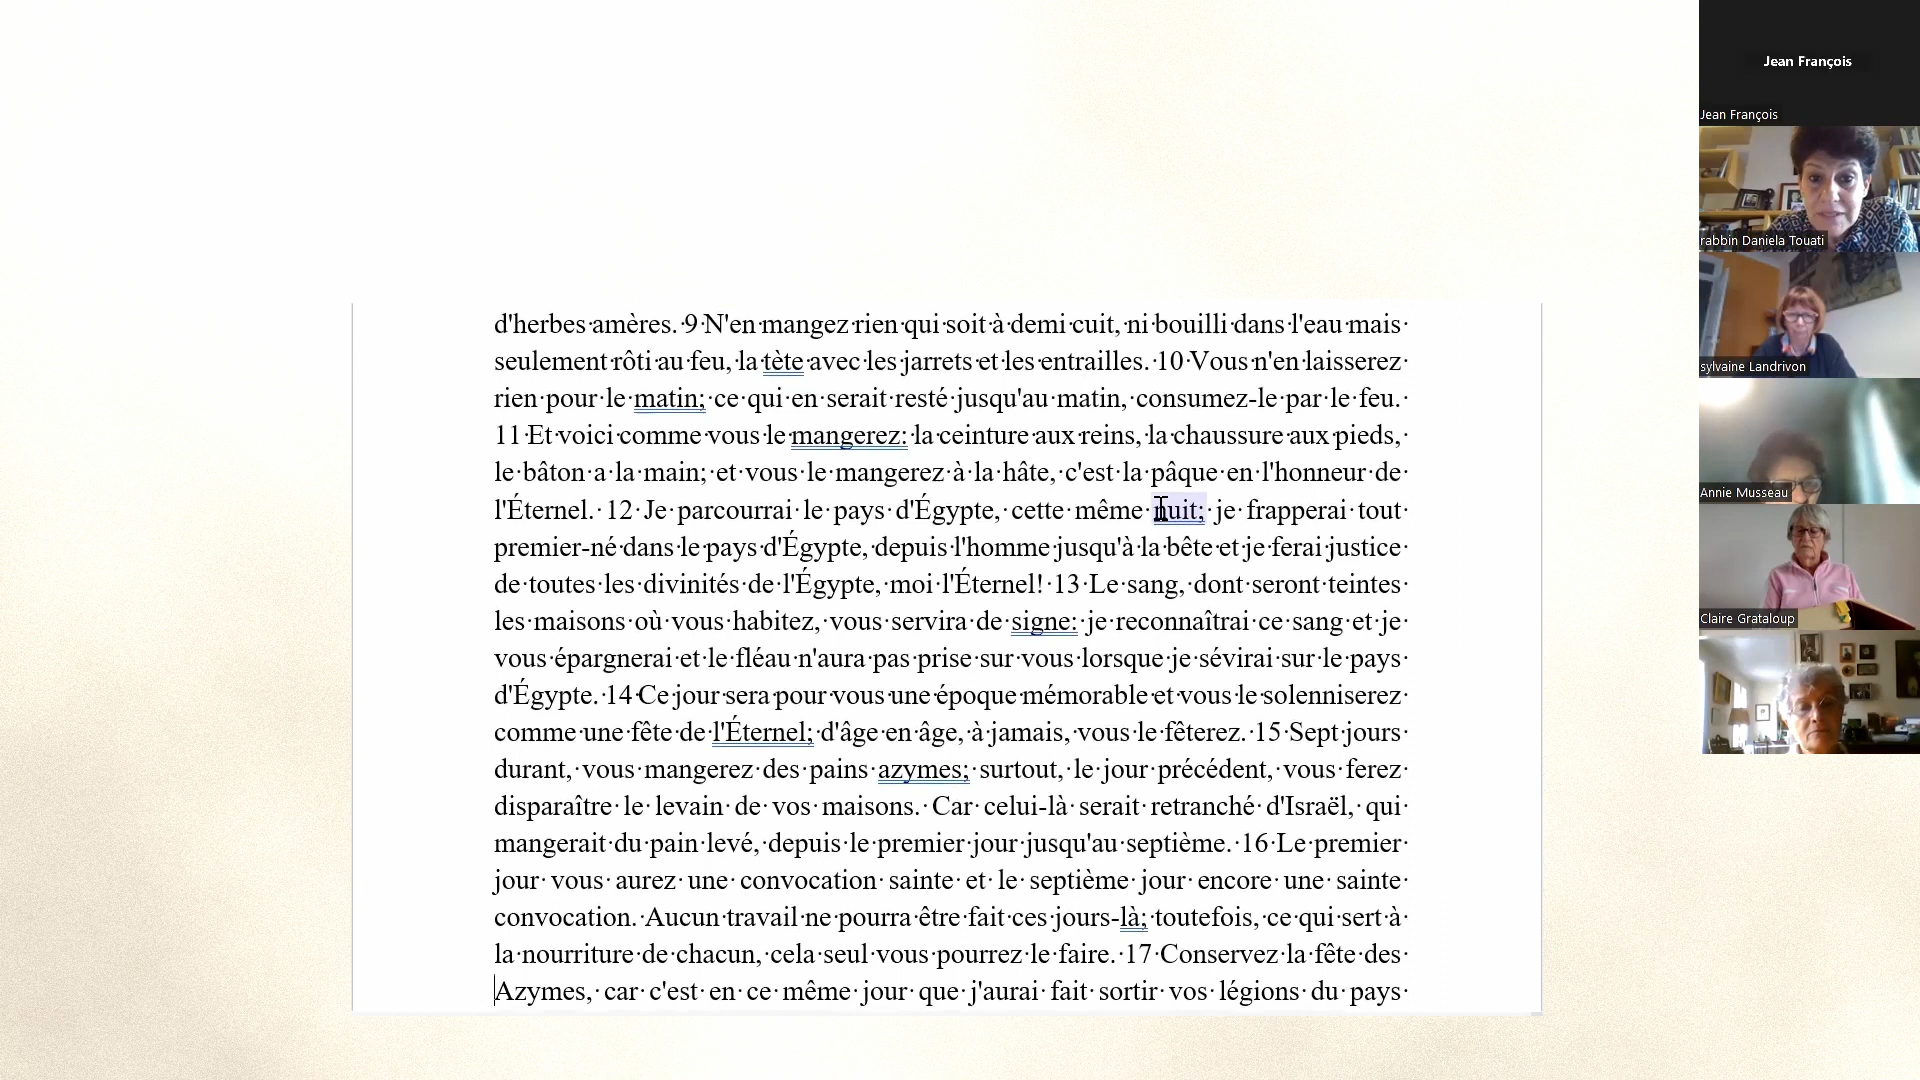 d'herbes amères. 9 N'en mangez rien qui soit à demi cuit, ni bouilli dans l'eau mais
seulement rôti au feu, la tète avec les jarrets et les entrailles. 10 Vous n'en laisserez
rien pour le matin; ce qui en serait resté jusqu'au matin, consumez-le par le feu.
11 Et voici comme vous le mangerez: la ceinture aux reins, la chaussure aux pieds,
le bâton a la main; et vous le mangerez à la hâte, c'est la pâque en l'honneur de
l'Éternel. 12 Je parcourrai le pays d'Égypte, cette même nuit; je frapperai tout
premier-né dans le pays d'Égypte, depuis l'homme jusqu'à la bête et je ferai justice
de toutes les divinités de l'Égypte, moi l'Éternel! 13 Le sang, dont seront teintes
les maisons où vous habitez, vous servira de signe: je reconnaîtrai ce sang et je
vous épargnerai et le fléau n'aura pas prise sur vous lorsque je sévirai sur le pays
d'Égypte. 14 Ce jour sera pour vous une époque mémorable et vous le solenniserez
comme une fête de l'Éternel; d'âge en âge, à jamais, vous le fêterez. 15 Sept jours
durant, vous mangerez des pains azymes; surtout, le jour précédent, vous ferez
disparaître le levain de vos maisons. Car celui-là serait retranché d'Israël, qui
mangerait du pain levé, depuis le premier jour jusqu'au septième. 16 Le premier
jour vous aurez une convocation sainte et le septième jour encore une sainte
convocation. Aucun travail ne pourra être fait ces jours-là; toutefois, ce qui sert à
la nourriture de chacun, cela seul vous pourrez le faire. 17 Conservez la fête des
Azymes, car c'est en ce même jour que j'aurai fait sortir vos légions du pays
Jean François
Jean François
rabbin Daniela Touati
sylvaine Landrivon
Annie Musseau
Claire Grataloup